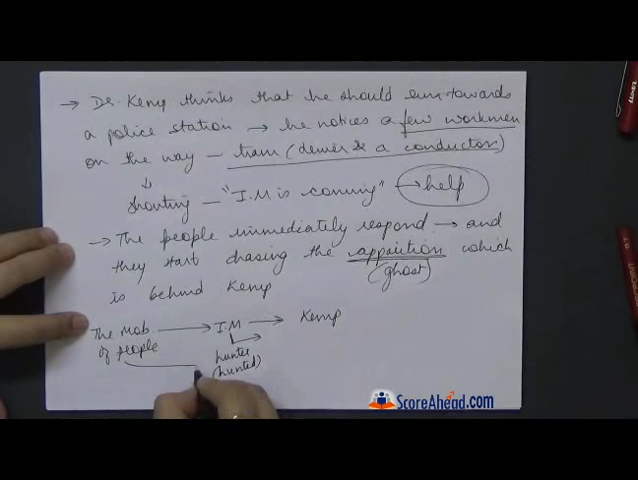 → Dr. Kemp thinks that he should run towards
a police station → he notices a few workmen
on the way – tram (driver & a conductor)
shouting – "I.M is coming" → help
→ The people immediately respond → and
they start chasing the apparition which
(ghost)
is behind Kemp
The Mob → I.M → Kemp
of people
hunter
(hunted)
ScoreAhead.com